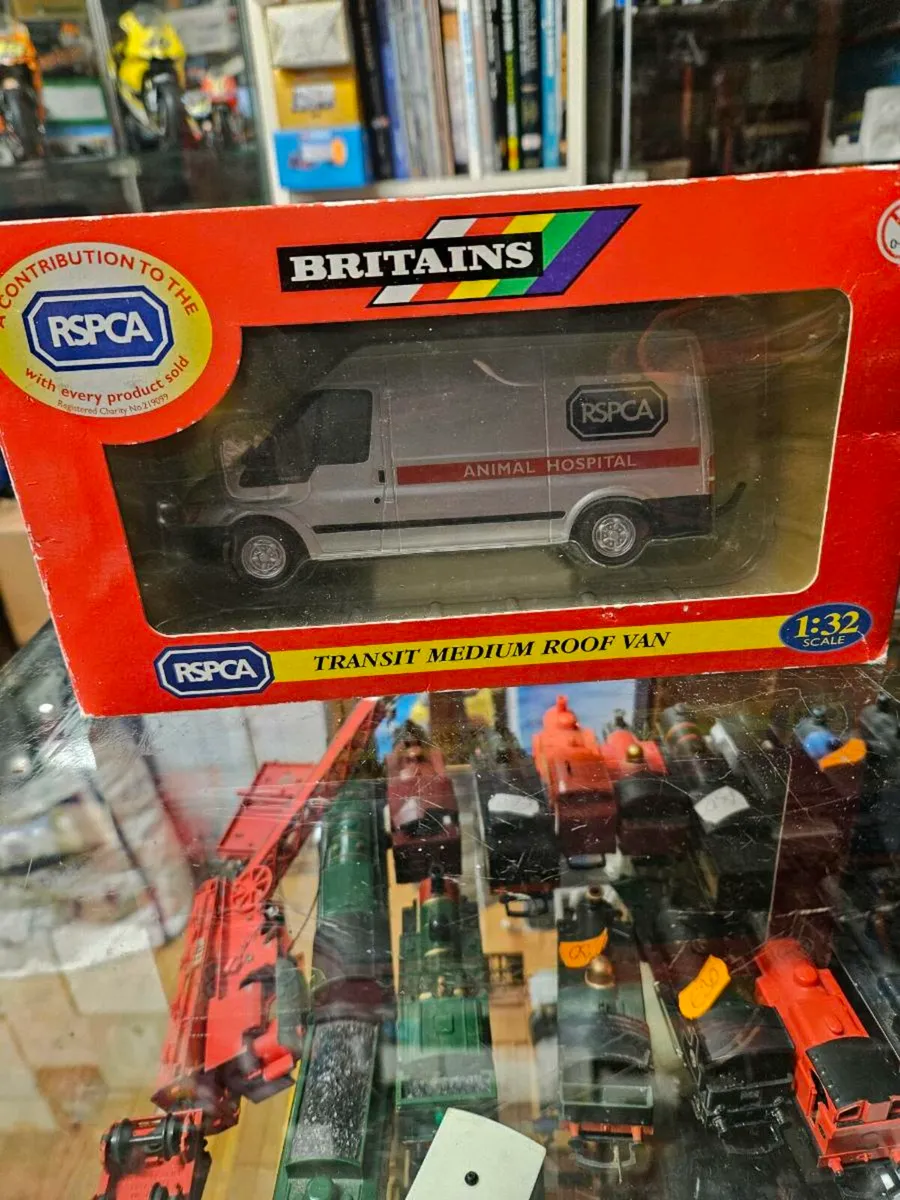 BRITAINS
A CONTRIBUTION TO THE
RSPCA
with every product sold
Registered Charity No 219099
RSPCA
ANIMAL HOSPITAL
RSPCA
TRANSIT MEDIUM ROOF VAN
1:32
SCALE